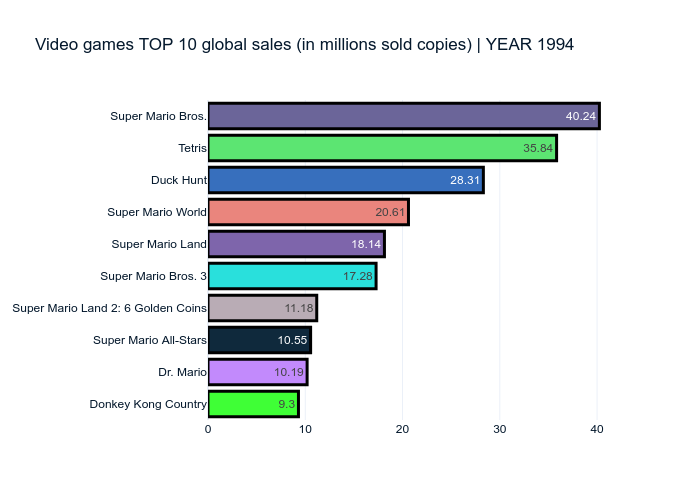 Video games TOP 10 global sales (in millions sold copies) | YEAR 1994
Super Mario Bros. 40.24
Tetris 35.84
Duck Hunt 28.31
Super Mario World 20.61
Super Mario Land 18.14
Super Mario Bros. 3 17.28
Super Mario Land 2: 6 Golden Coins 11.18
Super Mario All-Stars 10.55
Dr. Mario 10.19
Donkey Kong Country 9.3
0 10 20 30 40